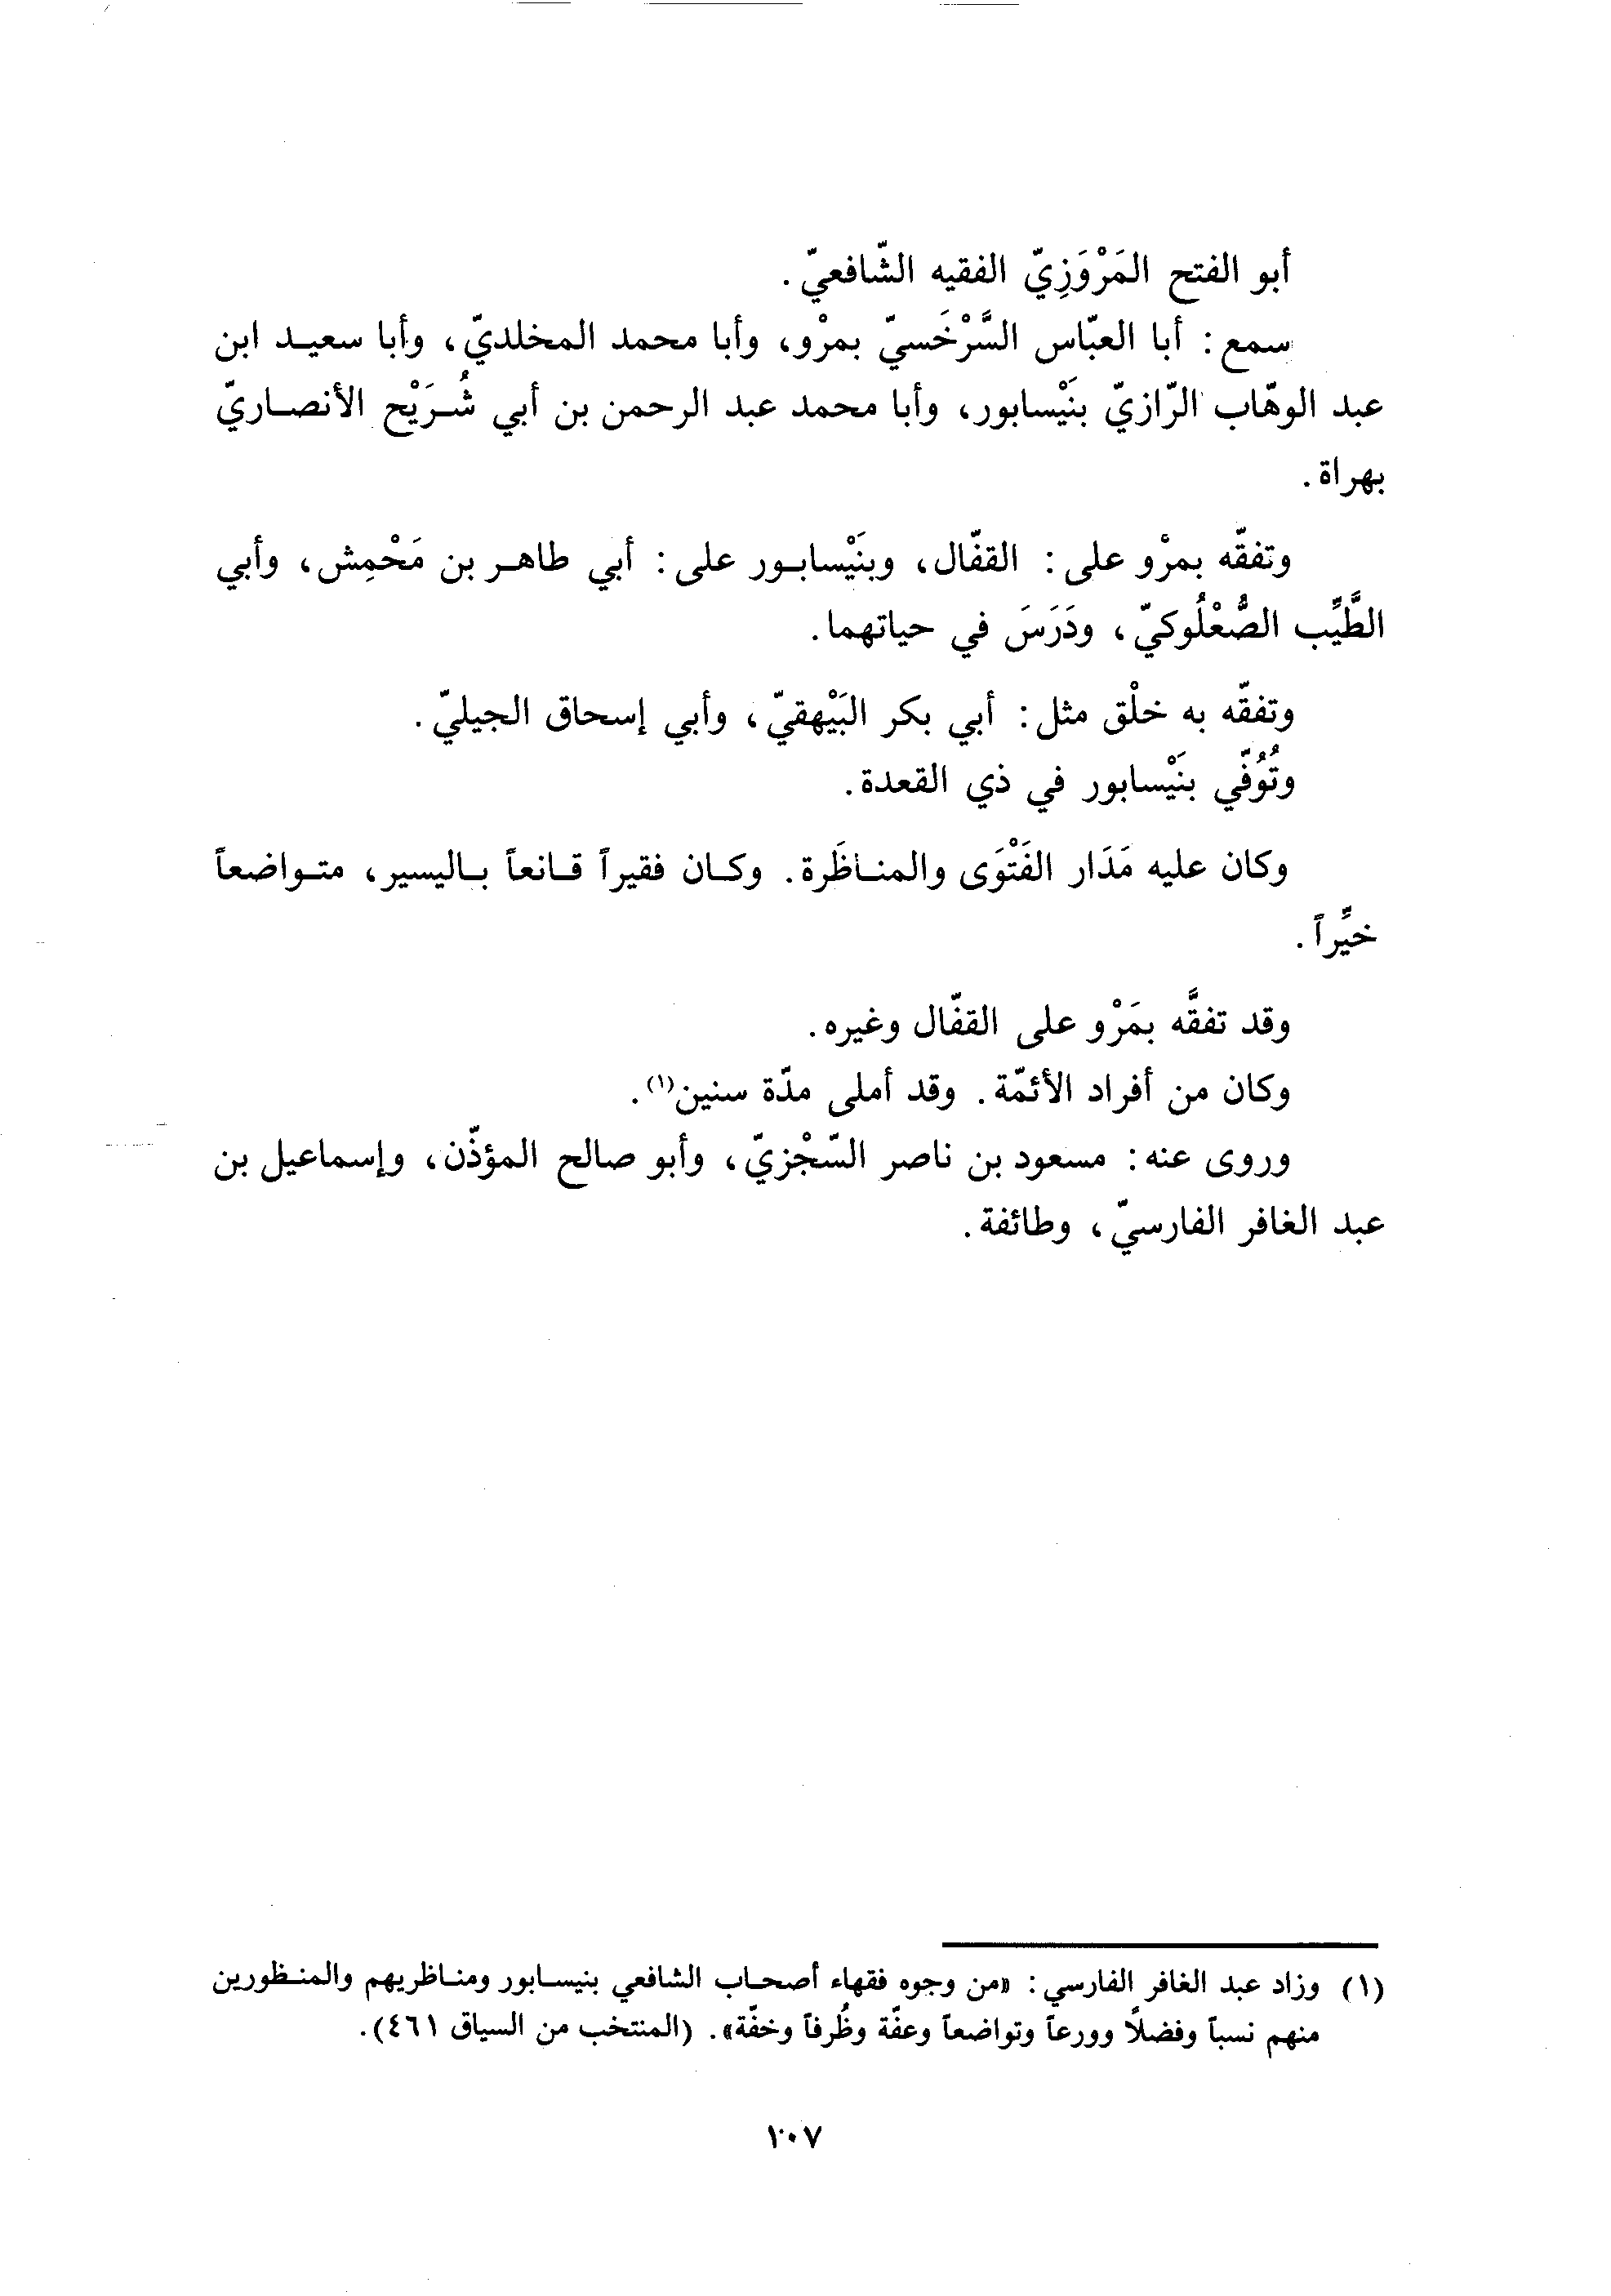 أبو الفتح المَرْوَزِيّ الفقيه الشّافعيّ.
سمع: أبا العبّاس السَّرْخَسيّ بمرْو، وأبا محمد المخلديّ، وأبا سعيد ابن
عبد الوهّاب الرّازيّ بنَيْسابور، وأبا محمد عبد الرحمن بن أبي شُرَيْح الأنصاريّ
بهراة.
وتفقّه بمرْو على: القفّال، وبنَيْسابور على: أبي طاهر بن مَحْمِش، وأبي
الطَّيِّب الصُّعْلُوكيّ، ودَرَسَ في حياتهما.
وتفقّه به خلْق مثل: أبي بكر البَيْهقيّ، وأبي إسحاق الجيليّ.
وتُوُفّي بنَيْسابور في ذي القعدة.
وكان عليه مَدَار الفَتْوَى والمناظَرة. وكان فقيراً قانعاً باليسير، متواضعاً
خيِّراً.
وقد تفقَّه بمَرْو على القفّال وغيره.
وكان من أفراد الأئمّة. وقد أملى مدّة سنين(١).
وروى عنه: مسعود بن ناصر السّجْزيّ، وأبو صالح المؤذّن، وإسماعيل بن
عبد الغافر الفارسيّ، وطائفة.
(١) وزاد عبد الغافر الفارسي: «من وجوه فقهاء أصحاب الشافعي بنيسابور ومناظريهم والمنظورين
منهم نسباً وفضلاً وورعاً وتواضعاً وعفّة وظُرفاً وخفّة». (المنتخب من السياق ٤٦١).
١٠٧